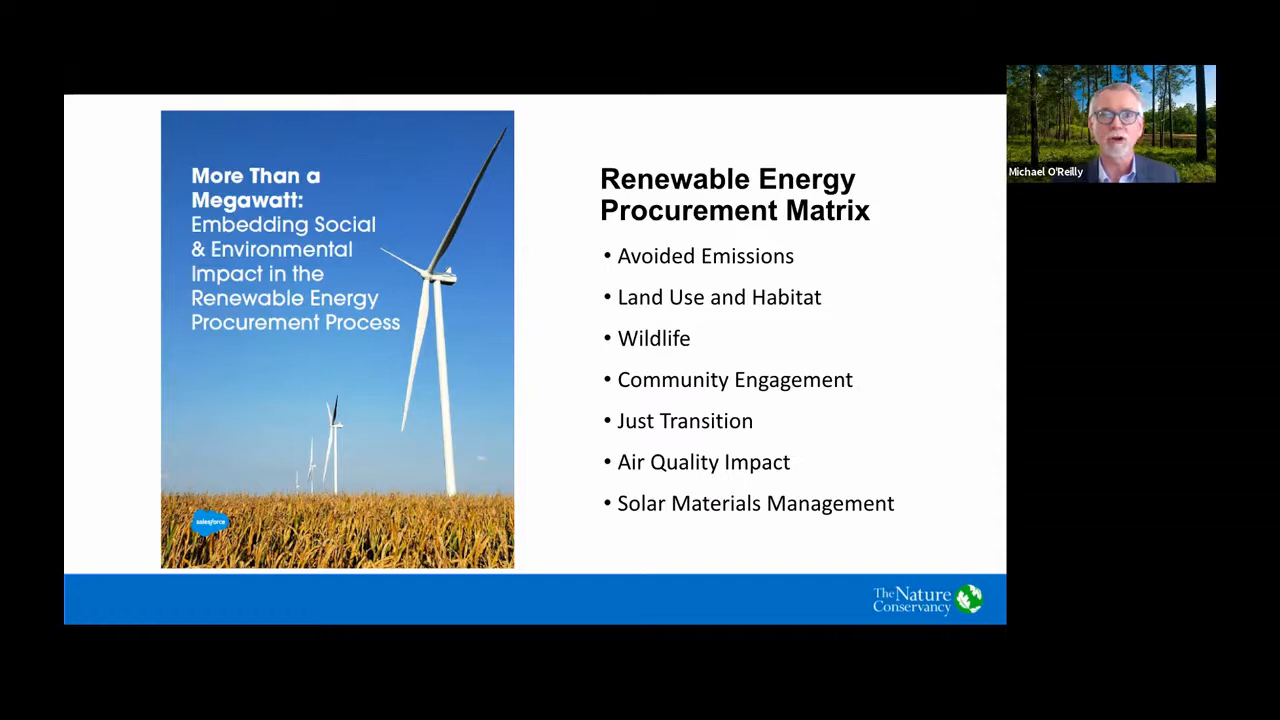 More Than a
Megawatt:
Embedding Social
& Environmental
Impact in the
Renewable Energy
Procurement Process
salesforce
Renewable Energy
Procurement Matrix
• Avoided Emissions
• Land Use and Habitat
• Wildlife
• Community Engagement
• Just Transition
• Air Quality Impact
• Solar Materials Management
The Nature
Conservancy
Michael O'Reilly